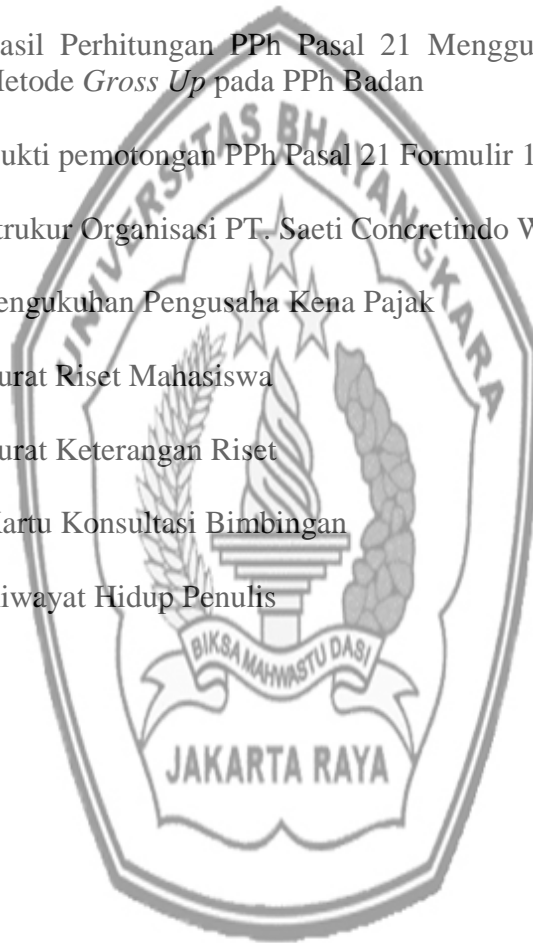 asil Perhitungan PPh Pasal 21 Menggu
Metode Gross Up pada PPh Badan
ukti pemotongan PPh Pasal 21 Formulir 1
trukur Organisasi PT. Saeti Concretindo W
engukuhan Pengusaha Kena Pajak
urat Riset Mahasiswa
urat Keterangan Riset
Kartu Konsultasi Bimbingan
iwayat Hidup Penulis
UNIVERSITAS BHAYANGKARA
BIKSA MAHWASTU DASI
JAKARTA RAYA